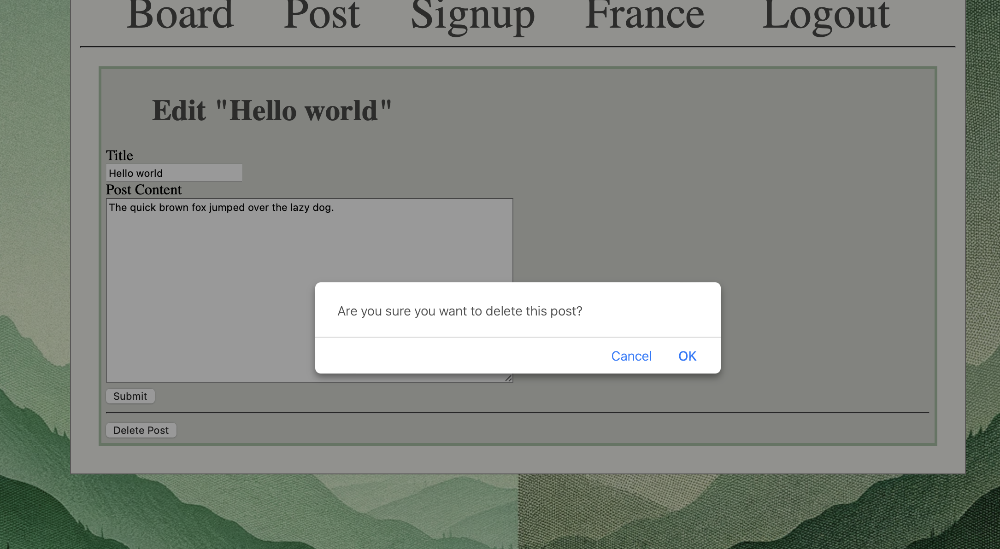 Board Post Signup France Logout
Edit "Hello world"
Title
Hello world
Post Content
The quick brown fox jumped over the lazy dog.
Are you sure you want to delete this post?
Cancel OK
Submit
Delete Post